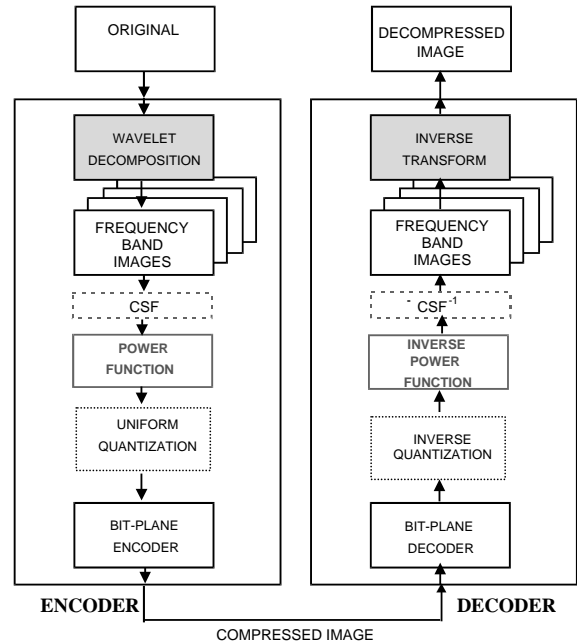 ORIGINAL
WAVELET
DECOMPOSITION
FREQUENCY
BAND
IMAGES
CSF
POWER
FUNCTION
UNIFORM
QUANTIZATION
BIT-PLANE
ENCODER
ENCODER
DECOMPRESSED
IMAGE
INVERSE
TRANSFORM
FREQUENCY
BAND
IMAGES
- CSF-1
INVERSE
POWER
FUNCTION
INVERSE
QUANTIZATION
BIT-PLANE
DECODER
DECODER
COMPRESSED IMAGE